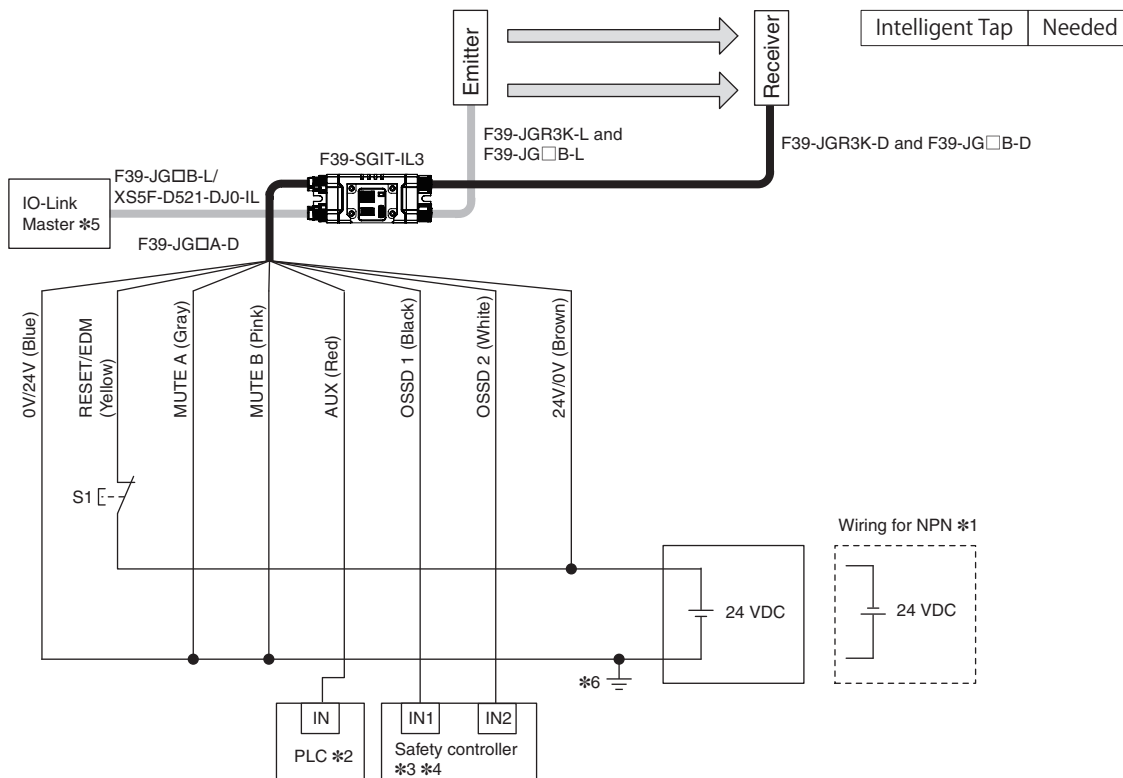 Intelligent Tap Needed
Emitter
Receiver
F39-JGR3K-L and
F39-JG□B-L
F39-JGR3K-D and F39-JG□B-D
F39-SGIT-IL3
F39-JG□B-L/
XS5F-D521-DJ0-IL
IO-Link
Master *5
F39-JG□A-D
0V/24V (Blue)
RESET/EDM
(Yellow)
MUTE A (Gray)
MUTE B (Pink)
AUX (Red)
OSSD 1 (Black)
OSSD 2 (White)
24V/0V (Brown)
S1
Wiring for NPN *1
24 VDC
24 VDC
*6
IN
PLC *2
IN1
IN2
Safety controller
*3 *4